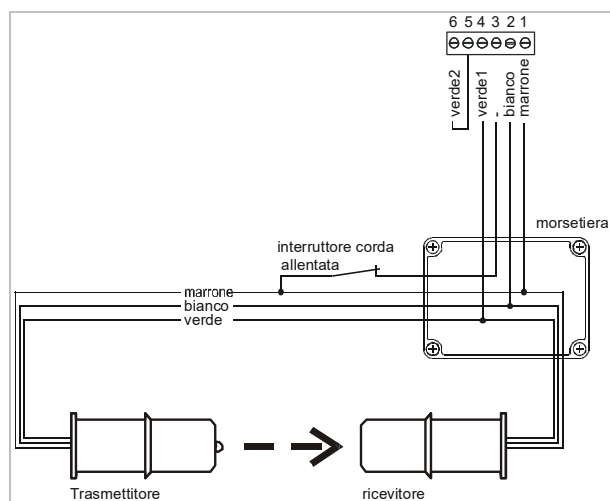 6 5 4 3 2 1
verde2
verde1
-
bianco
marrone
morsetiera
interruttore corda
allentata
marrone
bianco
verde
Trasmettitore
ricevitore